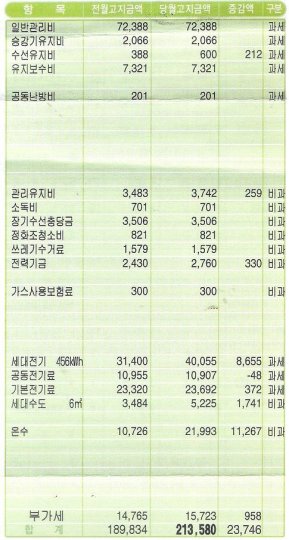 항 목 전월고지금액 당월고지금액 증감액 구분
일반관리비 72,388 72,388 과세
승강기유지비 2,066 2,066 과세
수선유지비 388 600 212 과세
유지보수비 7,321 7,321 과세
공동난방비 201 201 과세
관리유지비 3,483 3,742 259 비과
소독비 701 701 비과
장기수선충당금 3,506 3,506 비과
정화조청소비 821 821 비과
쓰레기수거료 1,579 1,579 비과
전력기금 2,430 2,760 330 비과
가스사용보험료 300 300 비과
세대전기 456kWh 31,400 40,055 8,655 과세
공동전기료 10,955 10,907 -48 과세
기본전기료 23,320 23,692 372 과세
세대수도 6㎥ 3,484 5,225 1,741 비과
온수 10,726 21,993 11,267 비과
부가세 14,765 15,723 958
합 계 189,834 213,580 23,746